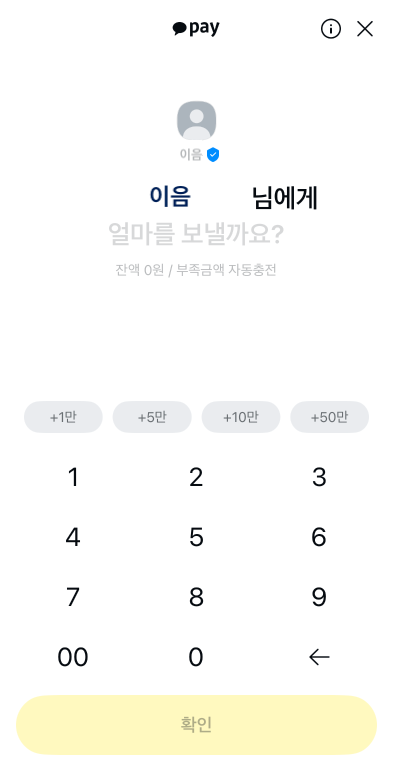 pay
이음
이음 님에게
얼마를 보낼까요?
잔액 0원 / 부족금액 자동충전
+1만 +5만 +10만 +50만
1 2 3
4 5 6
7 8 9
00 0
확인